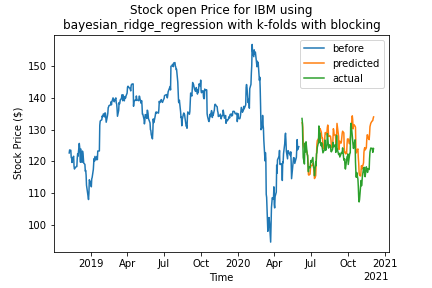 Stock open Price for IBM using
bayesian_ridge_regression with k-folds with blocking
before
predicted
actual
Stock Price ($)
150
140
130
120
110
100
2019 Apr Jul Oct 2020 Apr Jul Oct 2021
Time
2021